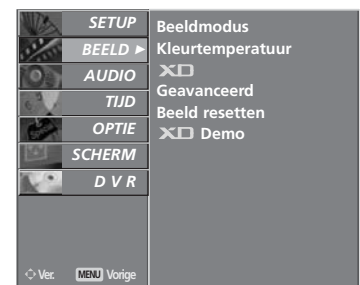 SETUP
BEELD ▶
AUDIO
TIJD
OPTIE
SCHERM
D V R
Beeldmodus
Kleurtemperatuur
XD
Geavanceerd
Beeld resetten
XD Demo
Ver. MENU Vorige